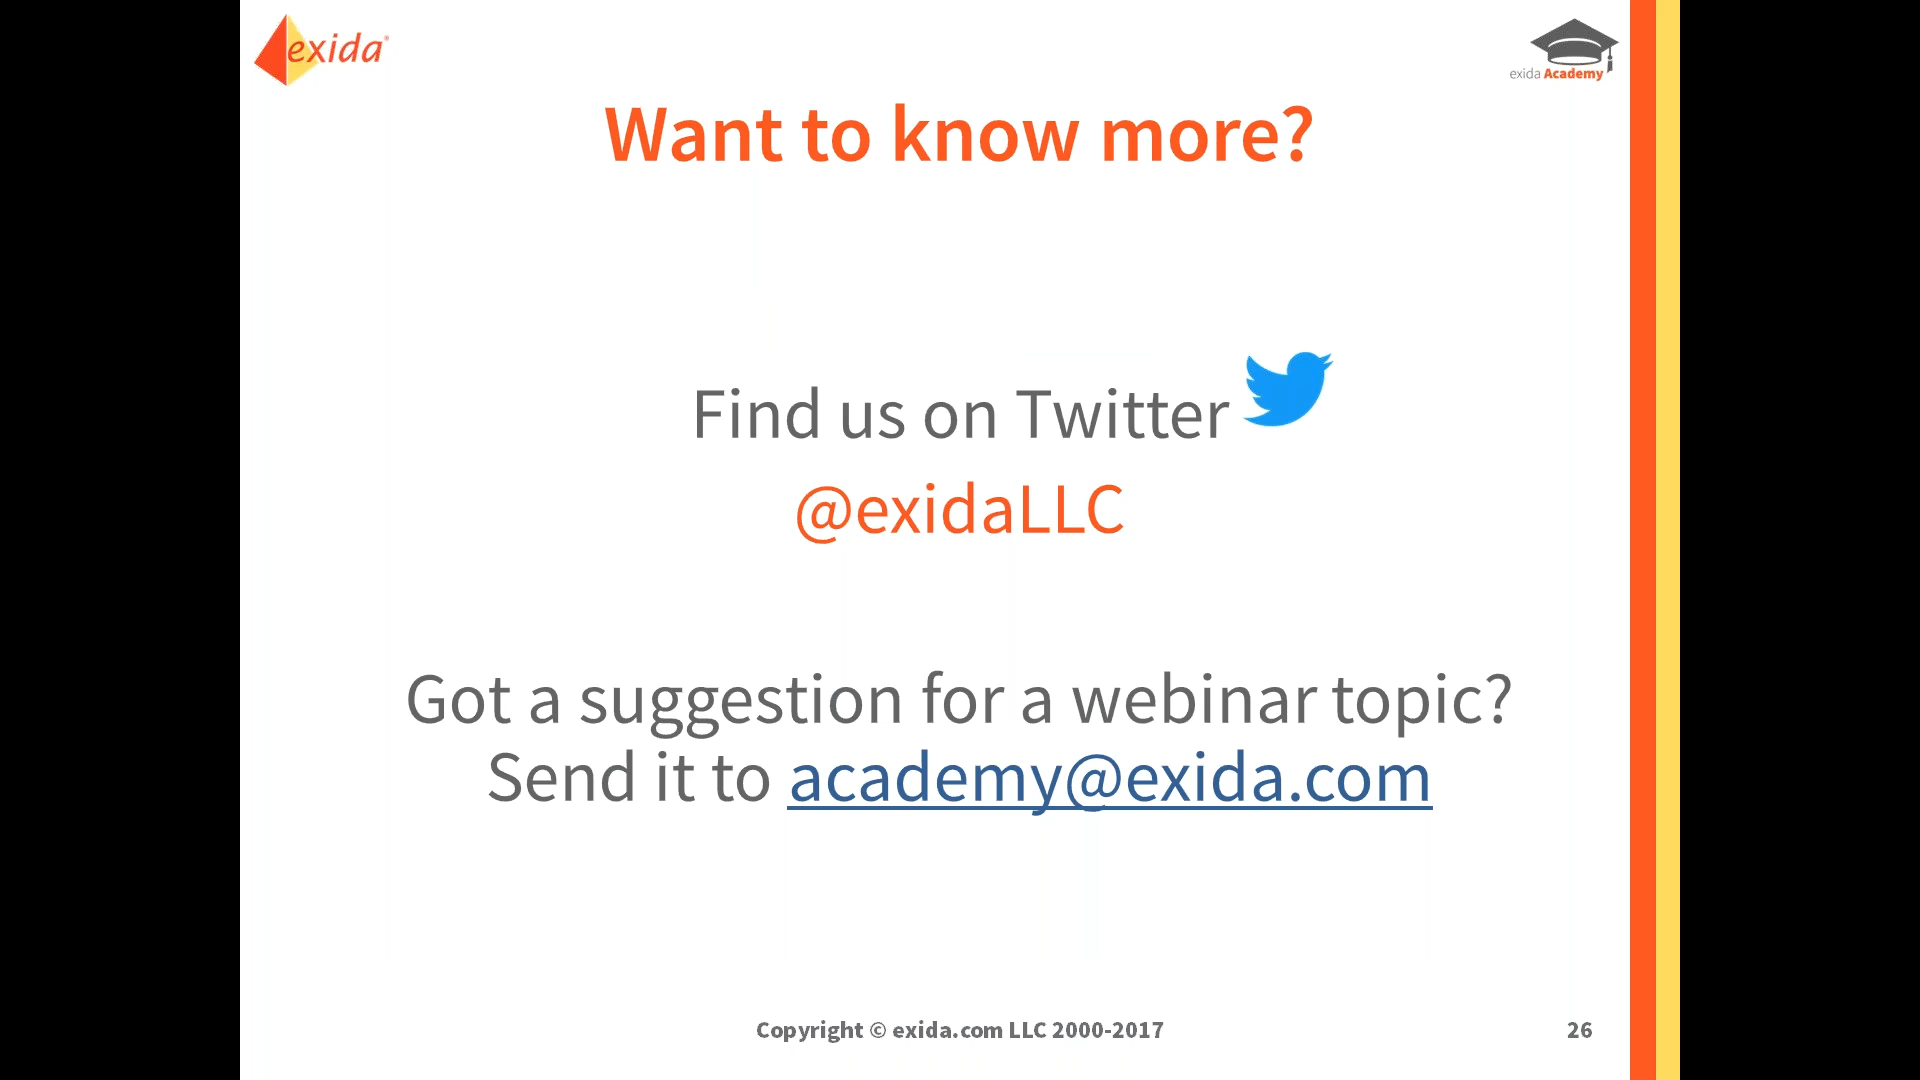 exida
exida Academy
Want to know more?
Find us on Twitter
@exidaLLC
Got a suggestion for a webinar topic?
Send it to academy@exida.com
Copyright © exida.com LLC 2000-2017
26